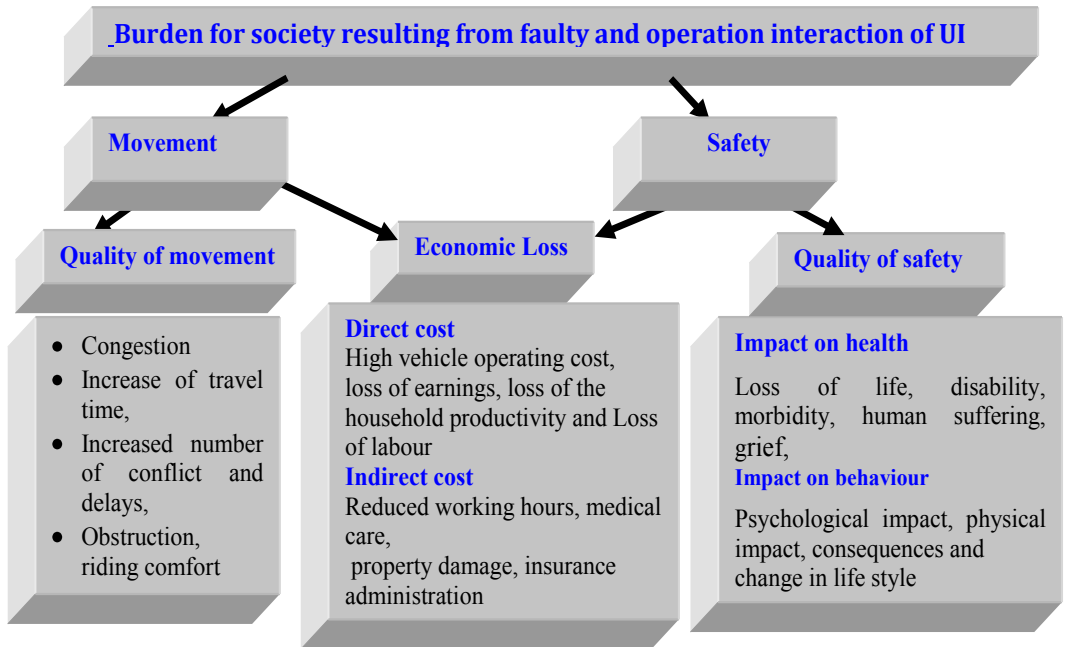 Burden for society resulting from faulty and operation interaction of UI
Movement
Safety
Quality of movement
Economic Loss
Quality of safety
• Congestion
• Increase of travel
time,
• Increased number
of conflict and
delays,
• Obstruction,
riding comfort
Direct cost
High vehicle operating cost,
loss of earnings, loss of the
household productivity and Loss
of labour
Indirect cost
Reduced working hours, medical
care,
property damage, insurance
administration
Impact on health
Loss of life, disability,
morbidity, human suffering,
grief,
Impact on behaviour
Psychological impact, physical
impact, consequences and
change in life style